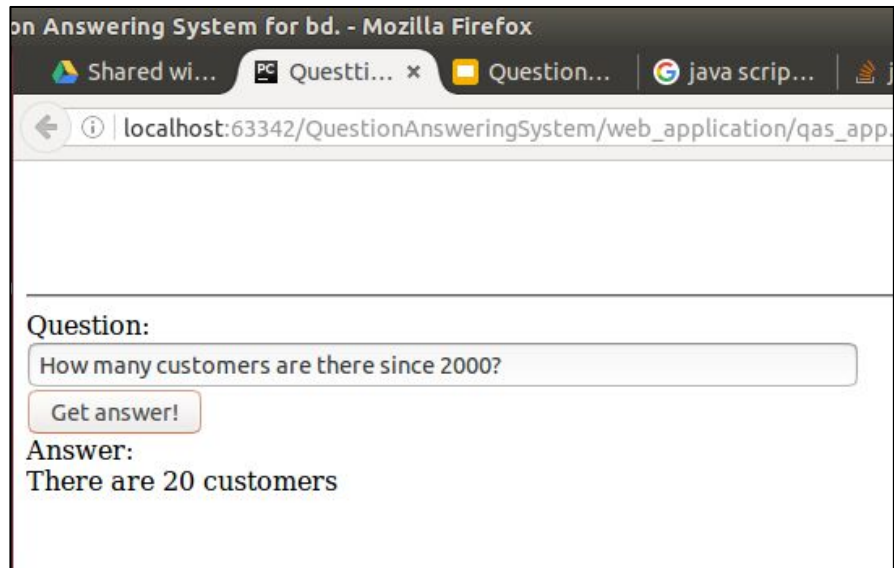 on Answering System for bd. - Mozilla Firefox
Shared wi... PC Questti... × Question... G java scrip... j
localhost:63342/QuestionAnsweringSystem/web_application/qas_app.
Question:
How many customers are there since 2000?
Get answer!
Answer:
There are 20 customers